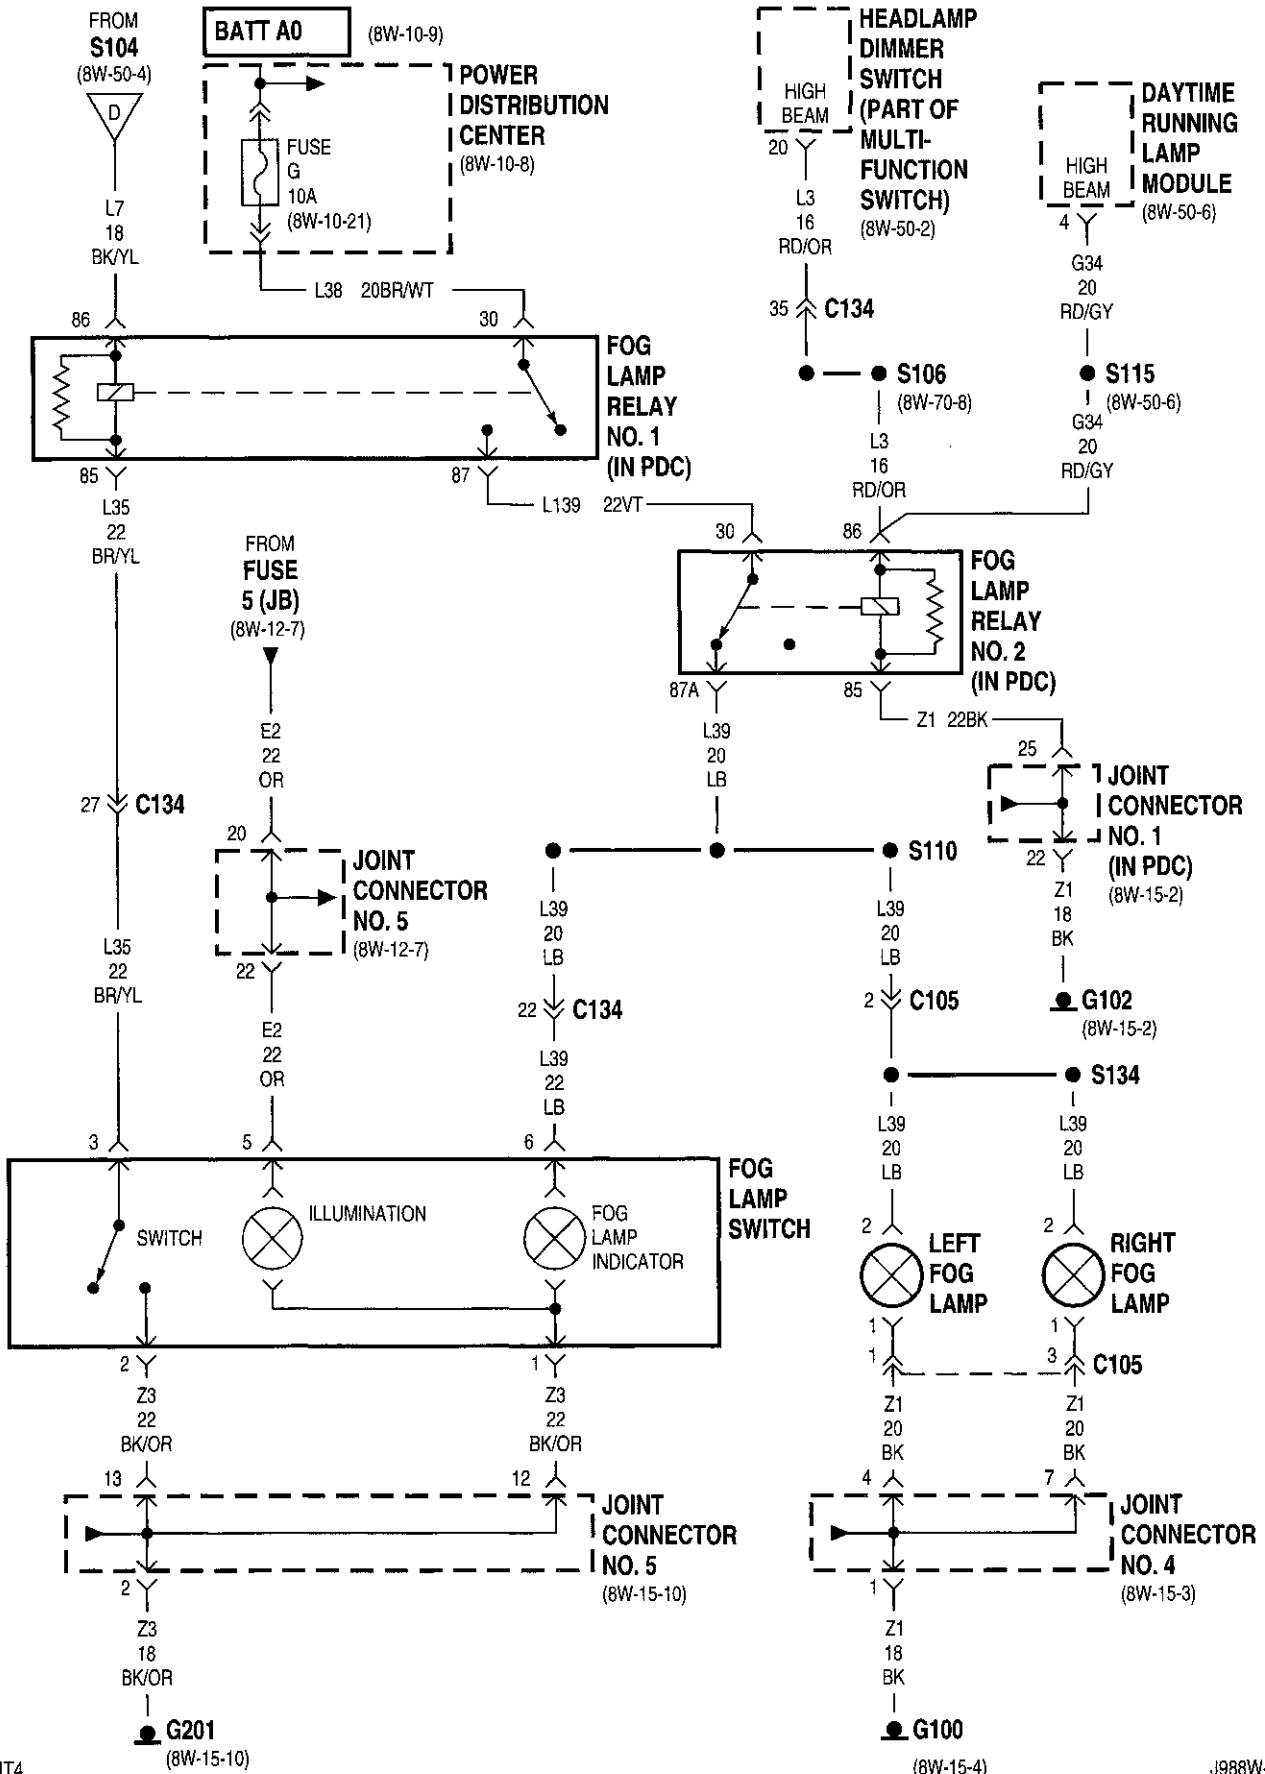 FROM
S104
(8W-50-4)
D
L7
18
BK/YL
86
BATT A0
(8W-10-9)
POWER
DISTRIBUTION
CENTER
(8W-10-8)
FUSE
G
10A
(8W-10-21)
L38 20BR/WT
30
HEADLAMP
DIMMER
SWITCH
(PART OF
MULTI-
FUNCTION
SWITCH)
(8W-50-2)
HIGH
BEAM
20
L3
16
RD/OR
35
C134
DAYTIME
RUNNING
LAMP
MODULE
(8W-50-6)
HIGH
BEAM
4
G34
20
RD/GY
FOG
LAMP
RELAY
NO. 1
(IN PDC)
S106
(8W-70-8)
S115
(8W-50-6)
L3
16
RD/OR
G34
20
RD/GY
85
87
L35
22
BR/YL
L139 22VT
30
86
FROM
FUSE
5 (JB)
(8W-12-7)
FOG
LAMP
RELAY
NO. 2
(IN PDC)
87A
85
E2
22
OR
L39
20
LB
Z1 22BK
25
27
C134
20
JOINT
CONNECTOR
NO. 5
(8W-12-7)
22
JOINT
CONNECTOR
NO. 1
(IN PDC)
(8W-15-2)
22
S110
L35
22
BR/YL
L39
20
LB
L39
20
LB
Z1
18
BK
22
C134
2
C105
G102
(8W-15-2)
E2
22
OR
L39
22
LB
S134
3
5
6
L39
20
LB
L39
20
LB
FOG
LAMP
SWITCH
SWITCH
ILLUMINATION
FOG
LAMP
INDICATOR
2
LEFT
FOG
LAMP
2
RIGHT
FOG
LAMP
2
1
1
1
1
3
C105
Z3
22
BK/OR
Z3
22
BK/OR
Z1
20
BK
Z1
20
BK
13
12
4
7
JOINT
CONNECTOR
NO. 5
(8W-15-10)
JOINT
CONNECTOR
NO. 4
(8W-15-3)
2
1
Z3
18
BK/OR
Z1
18
BK
G201
(8W-15-10)
G100
(8W-15-4)
J988W-